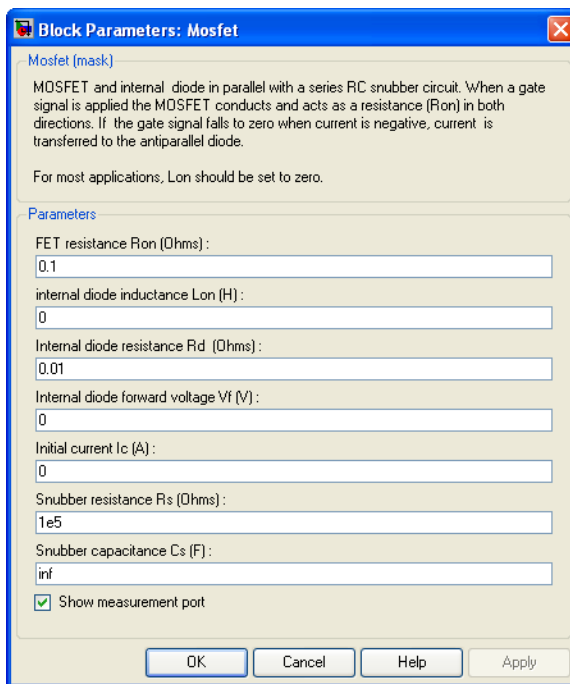 Block Parameters: Mosfet
Mosfet (mask)
MOSFET and internal diode in parallel with a series RC snubber circuit. When a gate
signal is applied the MOSFET conducts and acts as a resistance (Ron) in both
directions. If the gate signal falls to zero when current is negative, current is
transferred to the antiparallel diode.
For most applications, Lon should be set to zero.
Parameters
FET resistance Ron (Ohms) :
0.1
internal diode inductance Lon (H) :
0
Internal diode resistance Rd (Ohms) :
0.01
Internal diode forward voltage Vf (V) :
0
Initial current Ic (A) :
0
Snubber resistance Rs (Ohms) :
1e5
Snubber capacitance Cs (F) :
inf
Show measurement port
OK Cancel Help Apply